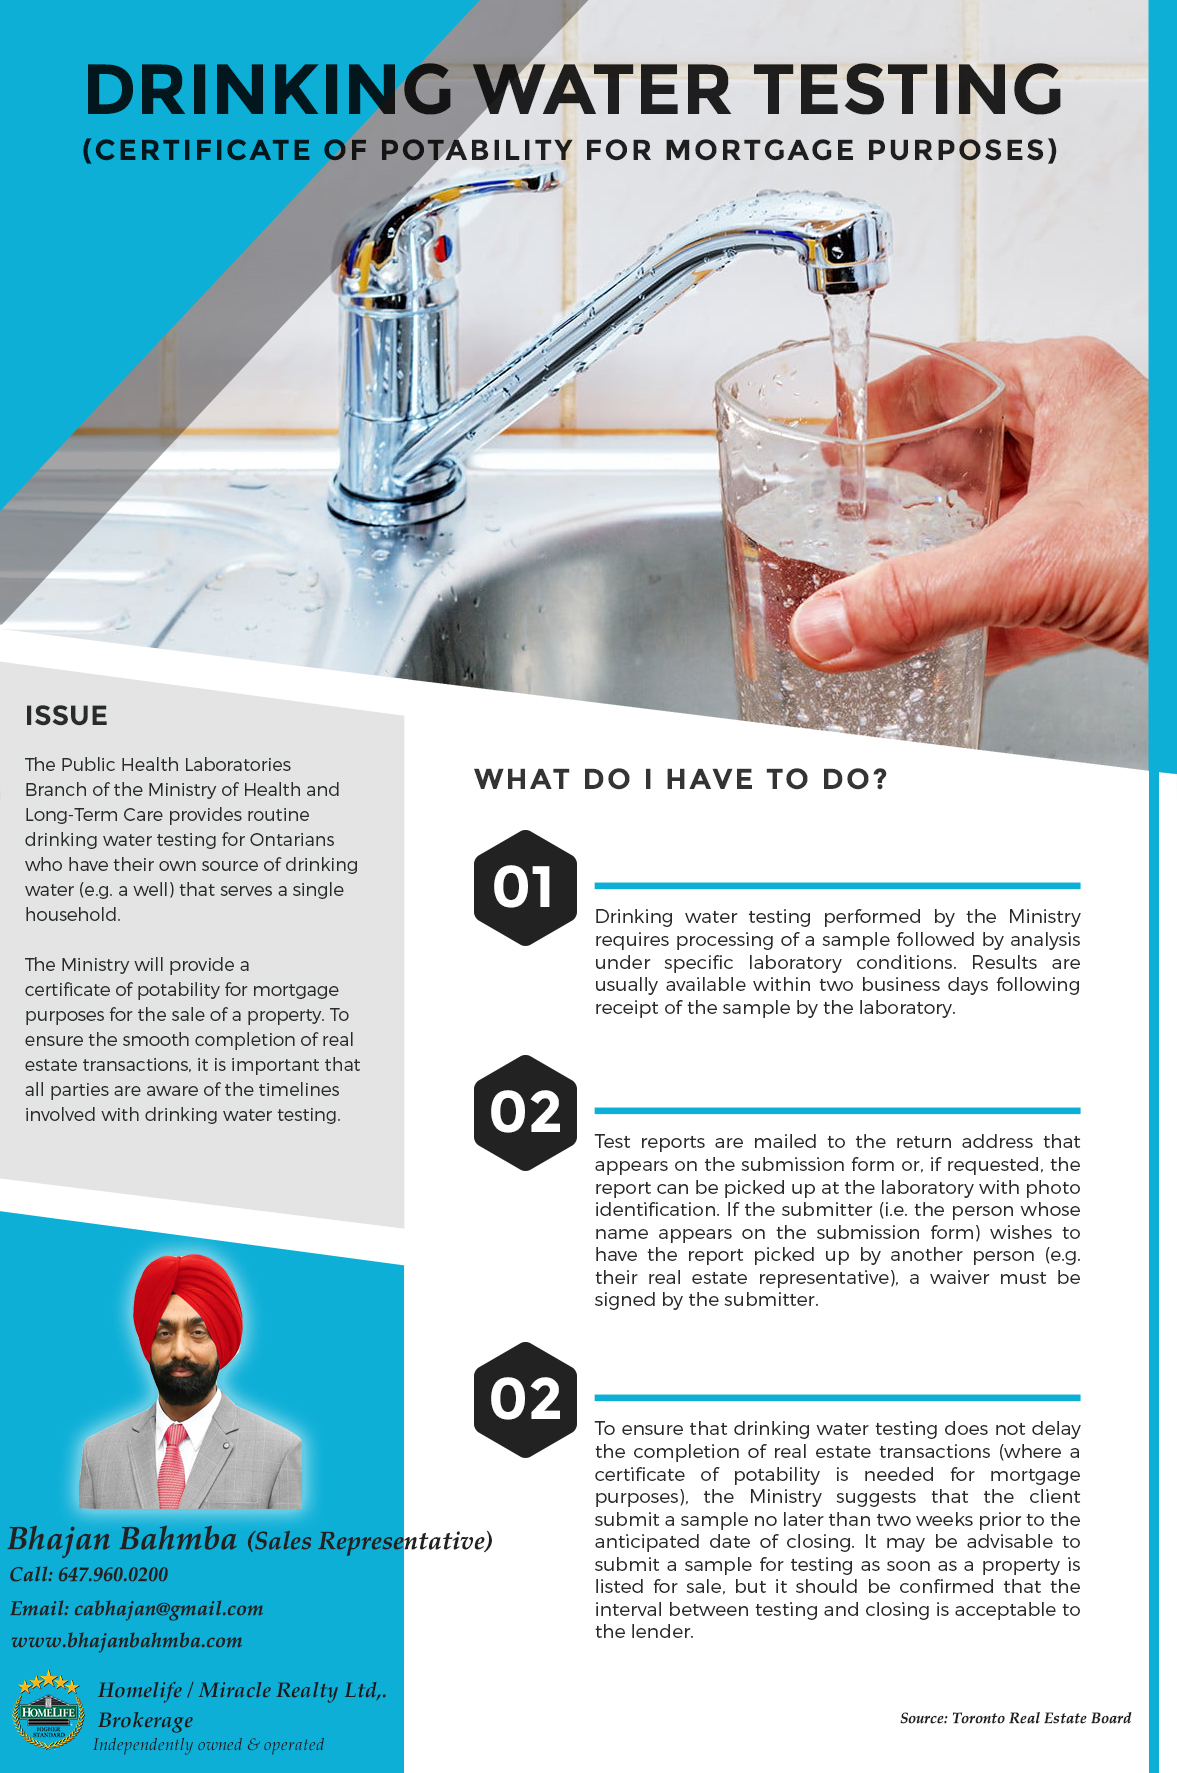 DRINKING WATER TESTING
(CERTIFICATE OF POTABILITY FOR MORTGAGE PURPOSES)
ISSUE
The Public Health Laboratories
Branch of the Ministry of Health and
Long-Term Care provides routine
drinking water testing for Ontarians
who have their own source of drinking
water (e.g. a well) that serves a single
household.
The Ministry will provide a
certificate of potability for mortgage
purposes for the sale of a property. To
ensure the smooth completion of real
estate transactions, it is important that
all parties are aware of the timelines
involved with drinking water testing.
WHAT DO I HAVE TO DO?
01
Drinking water testing performed by the Ministry
requires processing of a sample followed by analysis
under specific laboratory conditions. Results are
usually available within two business days following
receipt of the sample by the laboratory.
02
Test reports are mailed to the return address that
appears on the submission form or, if requested, the
report can be picked up at the laboratory with photo
identification. If the submitter (i.e. the person whose
name appears on the submission form) wishes to
have the report picked up by another person (e.g.
their real estate representative), a waiver must be
signed by the submitter.
02
To ensure that drinking water testing does not delay
the completion of real estate transactions (where a
certificate of potability is needed for mortgage
purposes), the Ministry suggests that the client
submit a sample no later than two weeks prior to the
anticipated date of closing. It may be advisable to
submit a sample for testing as soon as a property is
listed for sale, but it should be confirmed that the
interval between testing and closing is acceptable to
the lender.
Bhajan Bahmba (Sales Representative)
Call: 647.960.0200
Email: cabhajan@gmail.com
www.bhajanbahmba.com
HOMELIFE
HIGHER
STANDARDS
Homelife / Miracle Realty Ltd,.
Brokerage
Independently owned & operated
Source: Toronto Real Estate Board